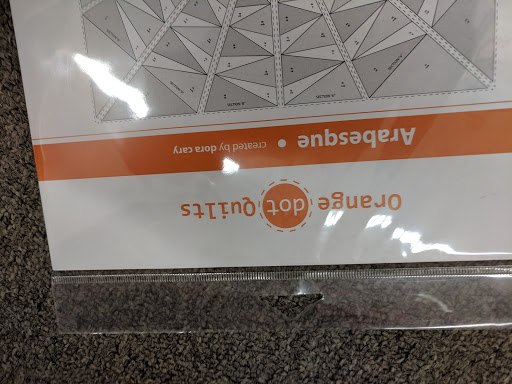 Orange dot Quilts
Arabesque • created by dora cary